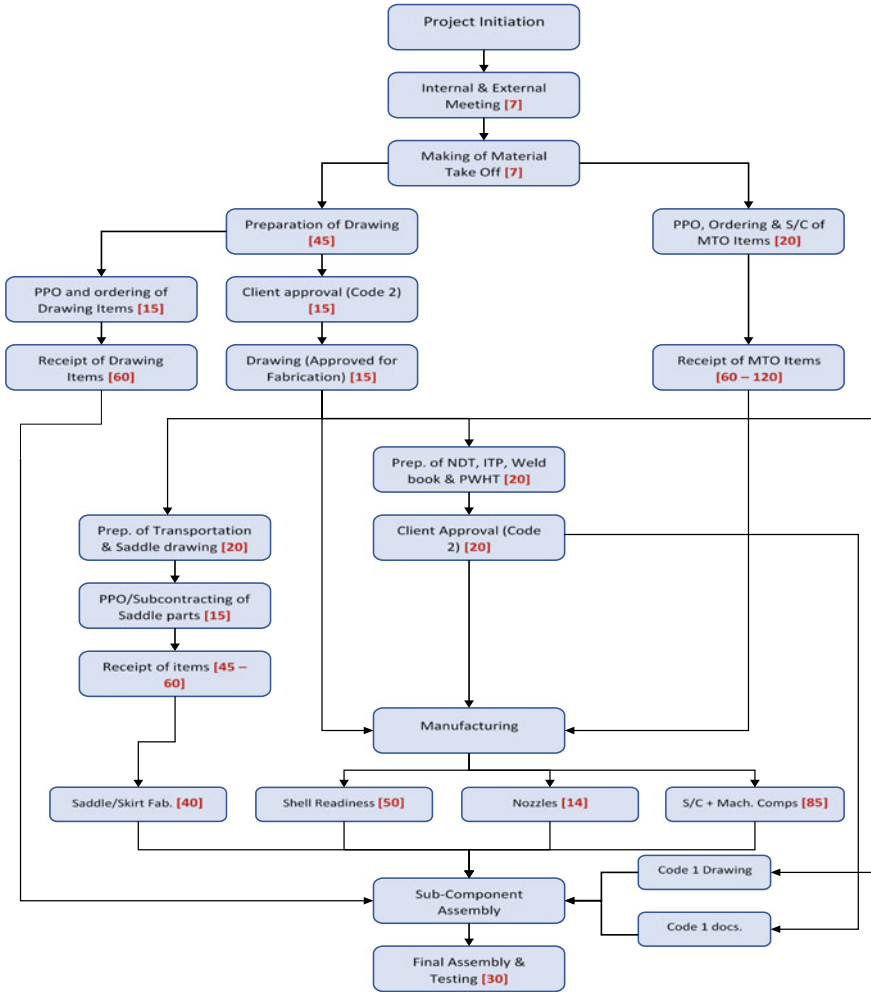 Project Initiation
Internal & External
Meeting [7]
Making of Material
Take Off [7]
Preparation of Drawing
[45]
PPO, Ordering & S/C of
MTO Items [20]
PPO and ordering of
Drawing Items [15]
Client approval (Code 2)
[15]
Receipt of Drawing
Items [60]
Drawing (Approved for
Fabrication) [15]
Receipt of MTO Items
[60 – 120]
Prep. of NDT, ITP, Weld
book & PWHT [20]
Prep. of Transportation
& Saddle drawing [20]
Client Approval (Code
2) [20]
PPO/Subcontracting of
Saddle parts [15]
Receipt of items [45 –
60]
Manufacturing
Saddle/Skirt Fab. [40]
Shell Readiness [50]
Nozzles [14]
S/C + Mach. Comps [85]
Code 1 Drawing
Sub-Component
Assembly
Code 1 docs.
Final Assembly &
Testing [30]